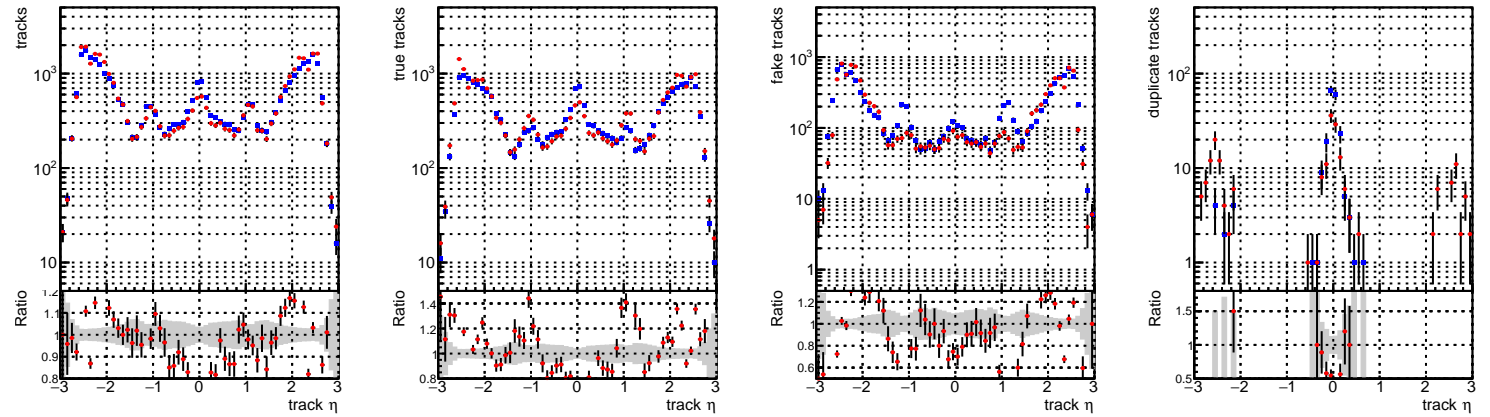 tracks
10³
10²
10
Ratio
1.2
1.1
1
0.9
0.8
−3 −2 −1 0 1 2 3
track η
true tracks
10³
10²
10
Ratio
1.4
1.2
1
0.8
−3 −2 −1 0 1 2 3
track η
fake tracks
10³
10²
10
1
Ratio
1.2
1
0.8
0.6
−3 −2 −1 0 1 2 3
track η
duplicate tracks
10²
10
1
Ratio
1.5
1
0.5
−3 −2 −1 0 1 2 3
track η